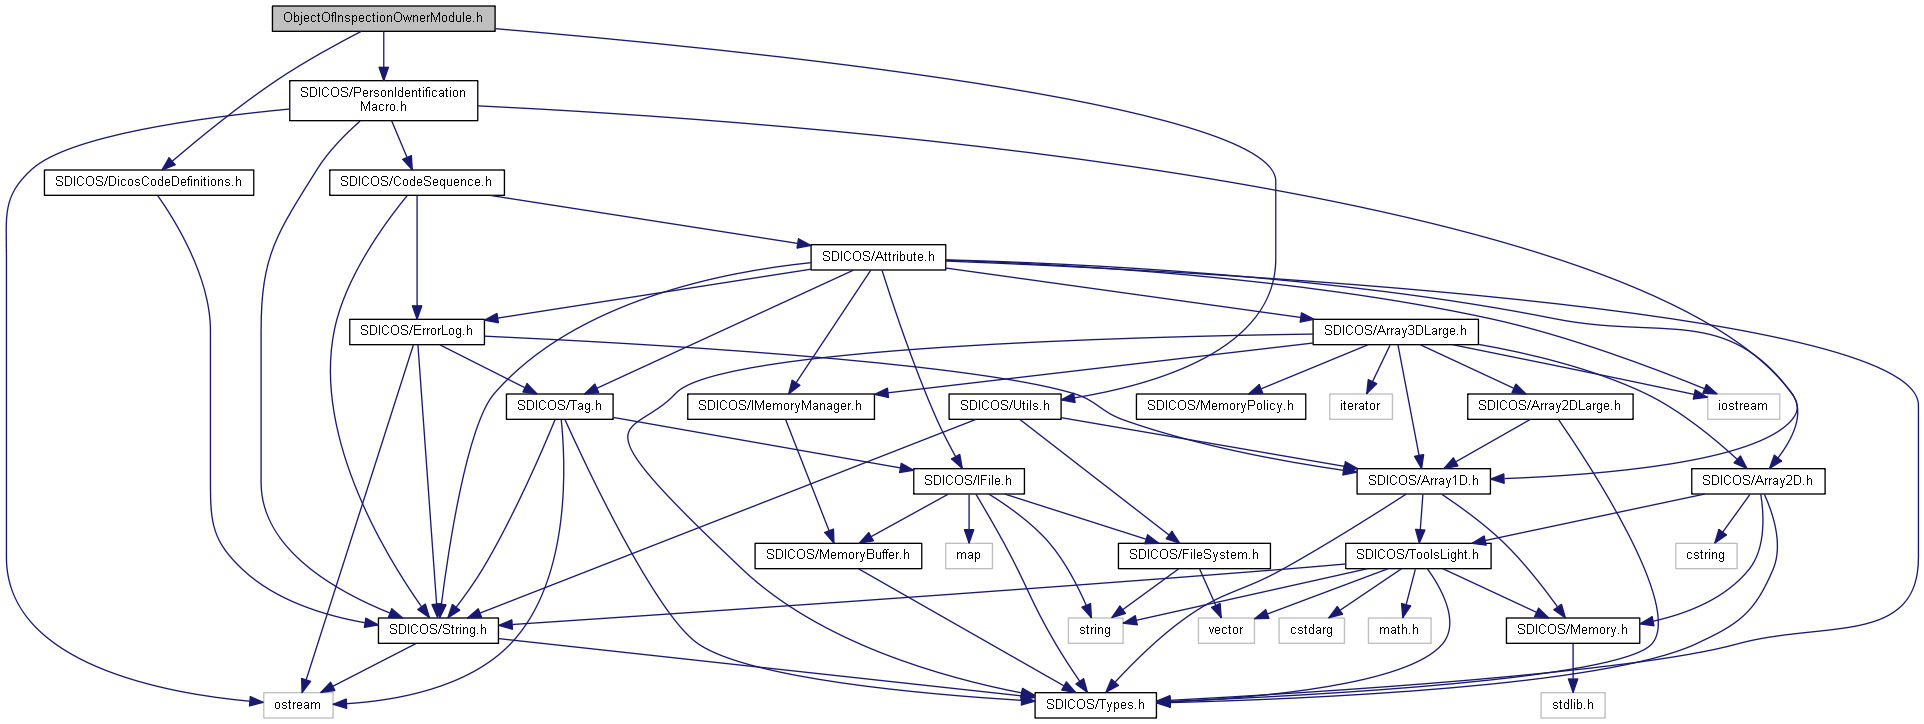 ObjectOfInspectionOwnerModule.h
SDICOS/PersonIdentification
Macro.h
SDICOS/DicosCodeDefinitions.h
SDICOS/CodeSequence.h
SDICOS/Attribute.h
SDICOS/ErrorLog.h
SDICOS/Array3DLarge.h
SDICOS/Tag.h
SDICOS/IMemoryManager.h
SDICOS/Utils.h
SDICOS/MemoryPolicy.h
iterator
SDICOS/Array2DLarge.h
iostream
SDICOS/IFile.h
SDICOS/Array1D.h
SDICOS/Array2D.h
SDICOS/MemoryBuffer.h
map
SDICOS/FileSystem.h
SDICOS/ToolsLight.h
cstring
SDICOS/String.h
string
vector
cstdarg
math.h
SDICOS/Memory.h
ostream
SDICOS/Types.h
stdlib.h